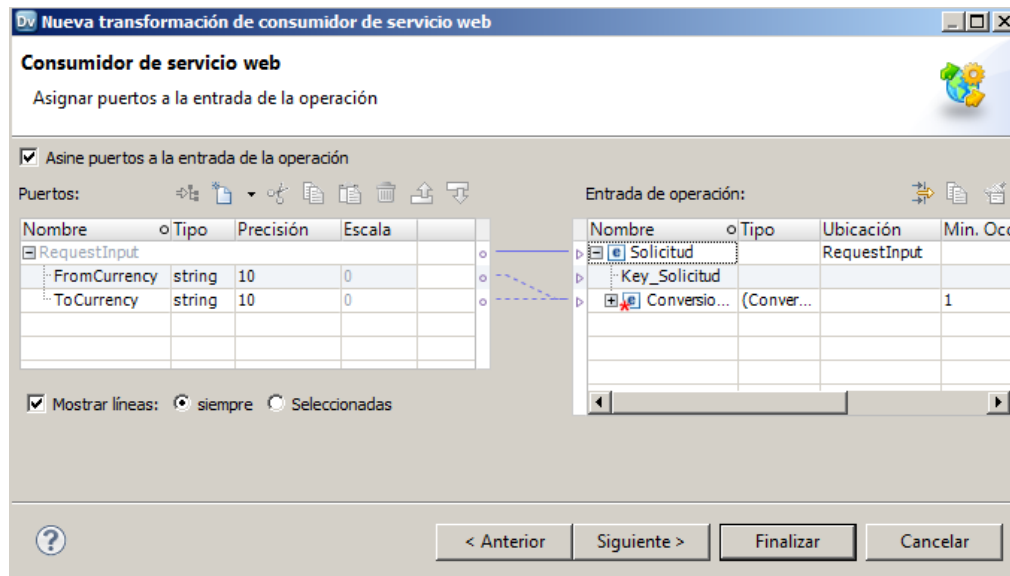 Dv Nueva transformación de consumidor de servicio web
Consumidor de servicio web
Asignar puertos a la entrada de la operación
Asine puertos a la entrada de la operación
Puertos:
Entrada de operación:
Nombre Tipo Precisión Escala
Nombre Tipo Ubicación Min. Occ
RequestInput
e Solicitud RequestInput
FromCurrency string 10 0
Key_Solicitud
ToCurrency string 10 0
e Conversio... (Conver... 1
Mostrar líneas: siempre Seleccionadas
? < Anterior Siguiente > Finalizar Cancelar